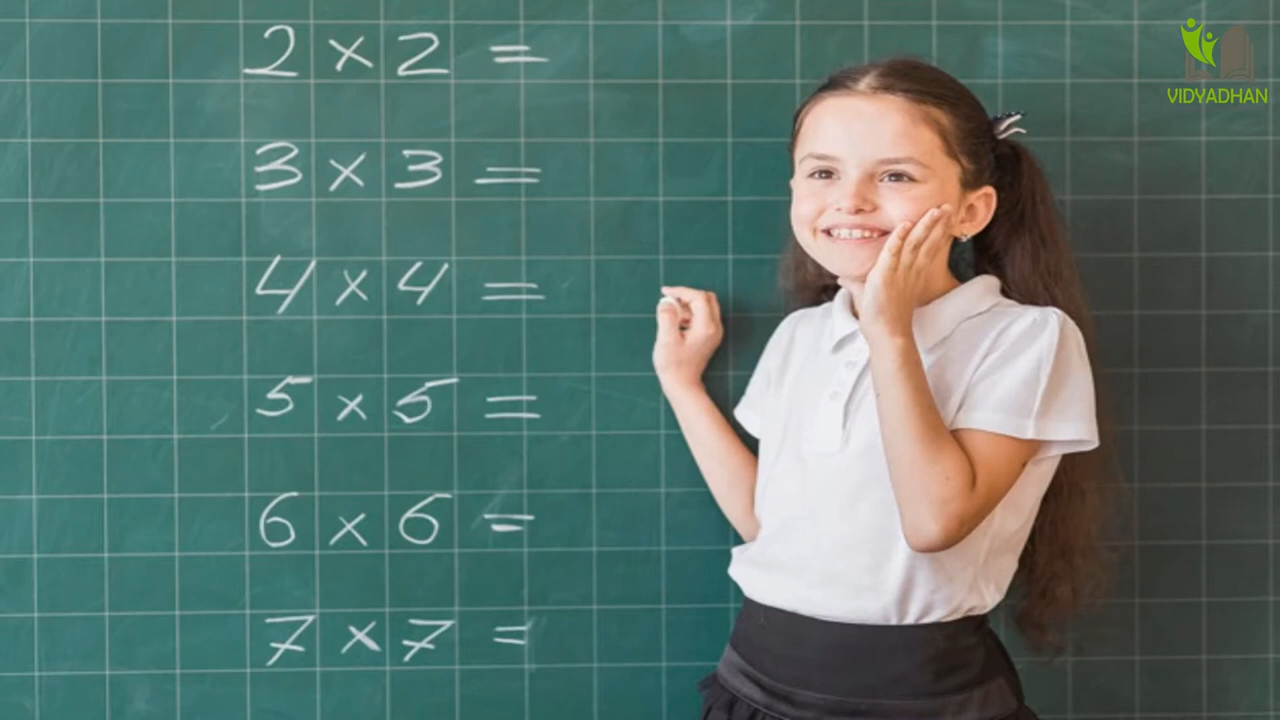 2 × 2 =
VIDYADHAN
3 × 3 =
4 × 4 =
5 × 5 =
6 × 6 =
7 × 7 =